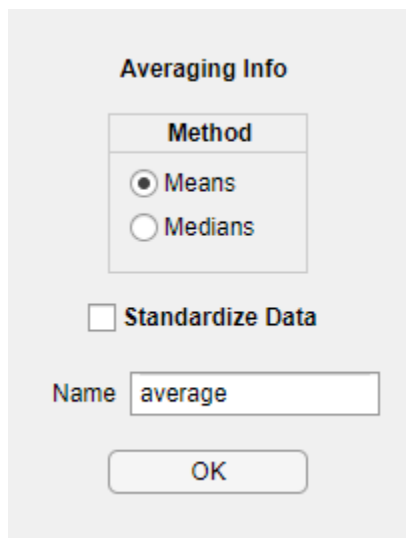 Averaging Info
Method
Means
Medians
Standardize Data
Name average
OK